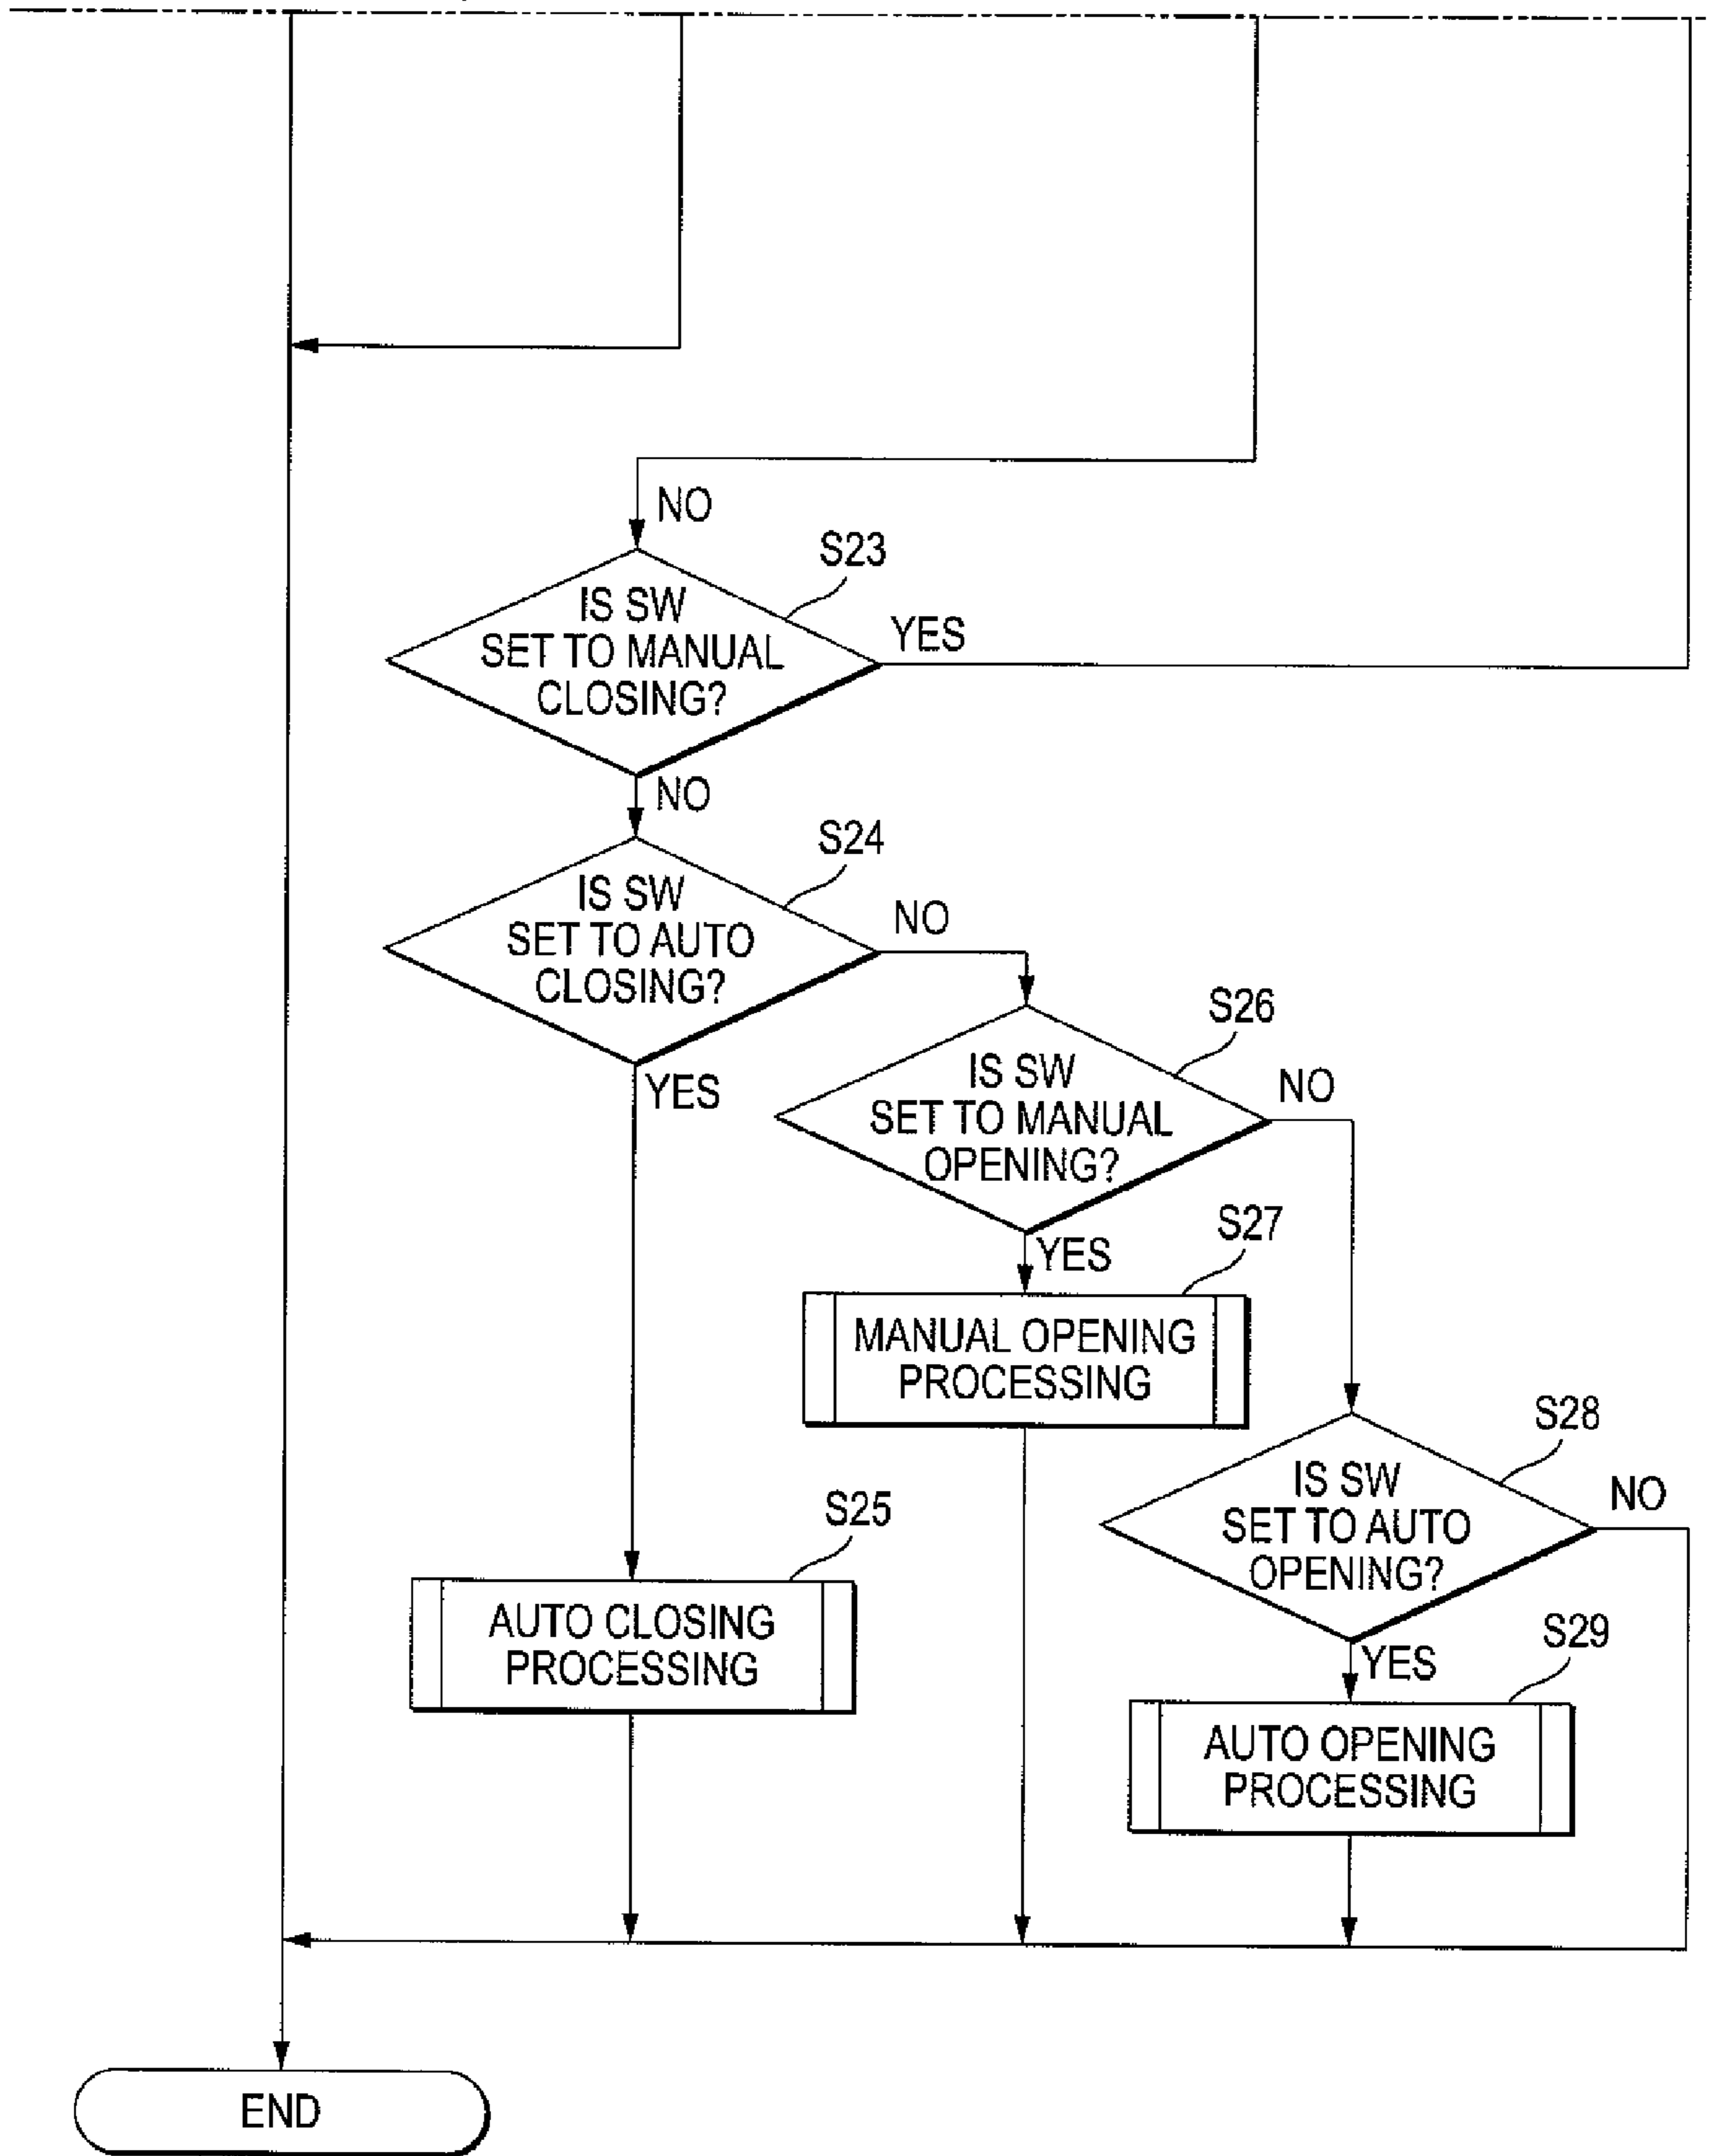 NO
S23
IS SW
SET TO MANUAL
CLOSING?
YES
NO
S24
IS SW
SET TO AUTO
CLOSING?
NO
YES
S26
IS SW
SET TO MANUAL
OPENING?
NO
YES
S27
MANUAL OPENING
PROCESSING
S28
IS SW
SET TO AUTO
OPENING?
NO
YES
S25
AUTO CLOSING
PROCESSING
S29
AUTO OPENING
PROCESSING
END